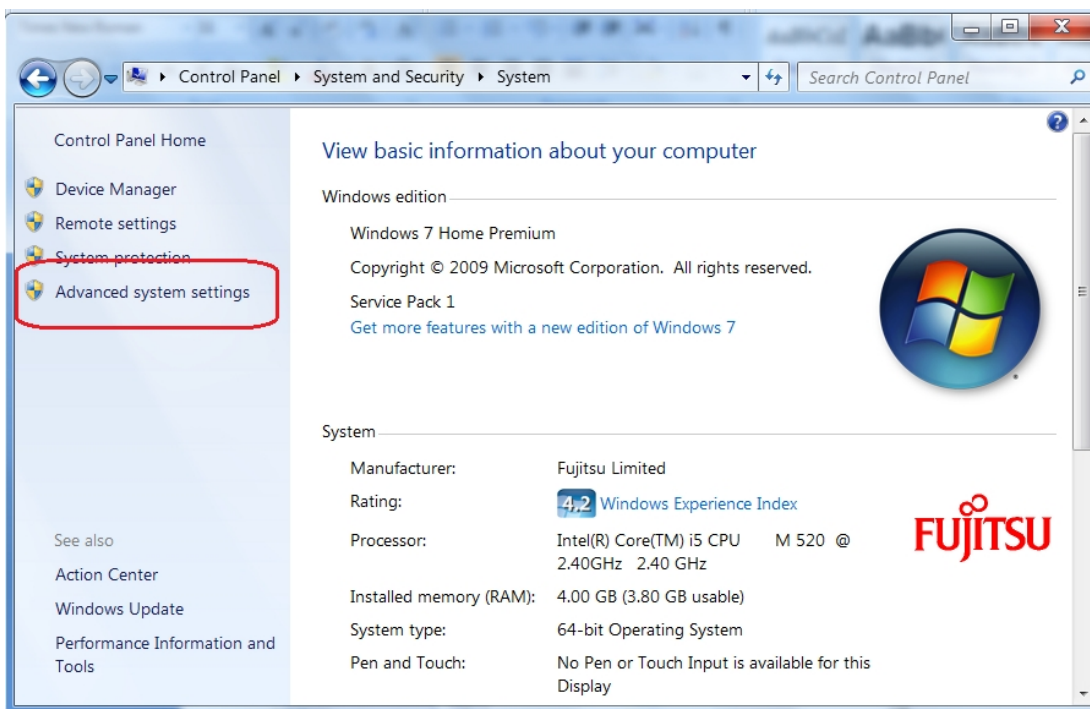 Control Panel ▸ System and Security ▸ System
Search Control Panel
Control Panel Home
Device Manager
Remote settings
System protection
Advanced system settings
See also
Action Center
Windows Update
Performance Information and
Tools
View basic information about your computer
Windows edition
Windows 7 Home Premium
Copyright © 2009 Microsoft Corporation.  All rights reserved.
Service Pack 1
Get more features with a new edition of Windows 7
System
Manufacturer: Fujitsu Limited
Rating: 4,2 Windows Experience Index
Processor: Intel(R) Core(TM) i5 CPU M 520 @
2.40GHz 2.40 GHz
Installed memory (RAM): 4.00 GB (3.80 GB usable)
System type: 64-bit Operating System
Pen and Touch: No Pen or Touch Input is available for this
Display
FUJITSU